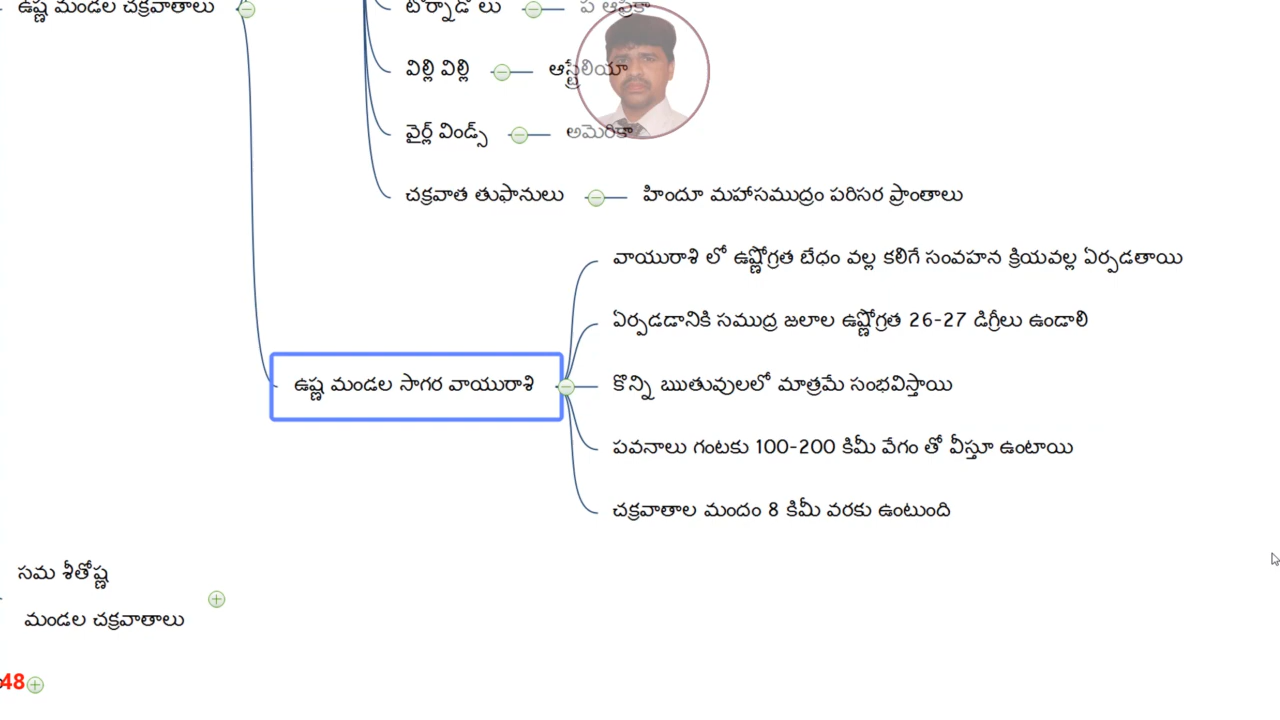 ఉష్ణ మండల చక్రవాతాలు
టోర్నాడో లు
ప ఆఫ్రికా
విల్లీ విల్లీ
ఆస్ట్రేలియా
వైర్ల్ విండ్స్
అమెరికా
చక్రవాత తుఫానులు
హిందూ మహాసముద్రం పరిసర ప్రాంతాలు
వాయురాశి లో ఉష్ణోగ్రత బేధం వల్ల కలిగే సంవహన క్రియవల్ల ఏర్పడతాయి
ఏర్పడడానికి సముద్ర జలాల ఉష్ణోగ్రత 26-27 డిగ్రీలు ఉండాలి
ఉష్ణ మండల సాగర వాయురాశి
కొన్ని ఋతువులలో మాత్రమే సంభవిస్తాయి
పవనాలు గంటకు 100-200 కిమీ వేగం తో వీస్తూ ఉంటాయి
చక్రవాతాల మందం 8 కిమీ వరకు ఉంటుంది
సమ శీతోష్ణ
మండల చక్రవాతాలు
48